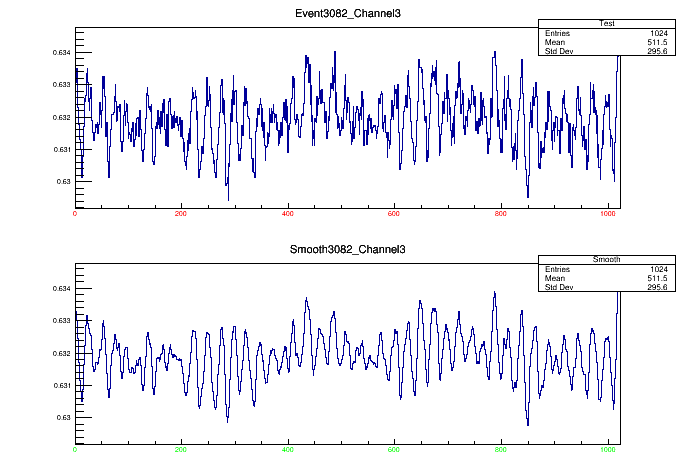 Event3082_Channel3
Test
Entries 1024
Mean 511.5
Std Dev 295.6
0.634
0.633
0.632
0.631
0.63
0 200 400 600 800 1000
Smooth3082_Channel3
Smooth
Entries 1024
Mean 511.5
Std Dev 295.6
0.634
0.633
0.632
0.631
0.63
0 200 400 600 800 1000